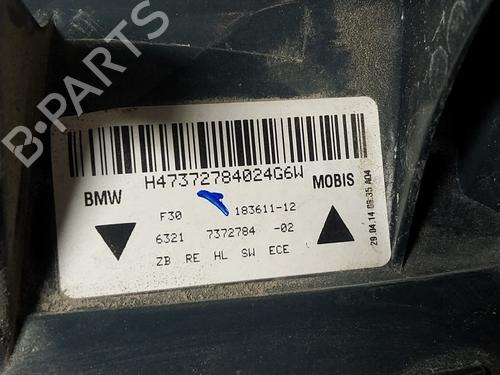 B-PARTS
H47372784024G6W
BMW
MOBIS
F30 183611-12
6321 7372784 -02
ZB RE HL SW ECE
29.04.14 08:35 A04